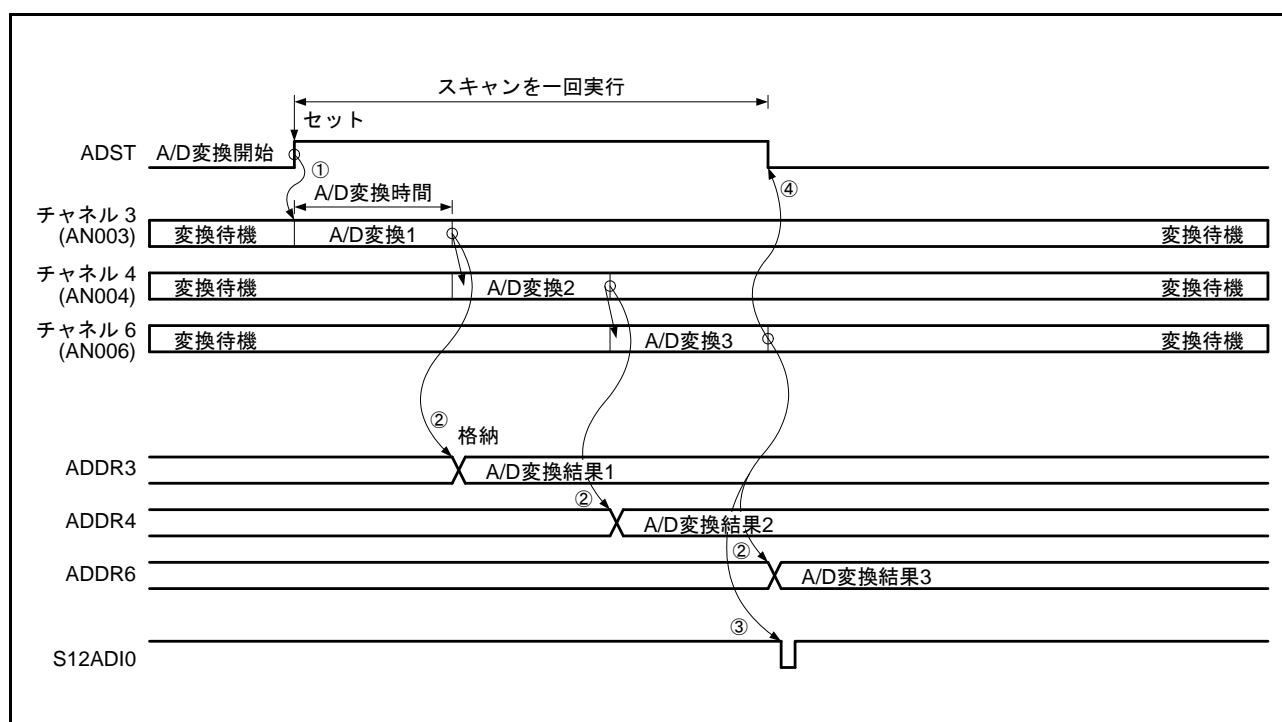 スキャンを一回実行
セット
ADST A/D変換開始
①
④
A/D変換時間
チャネル 3
(AN003) 変換待機 A/D変換1 変換待機
チャネル 4
(AN004) 変換待機 A/D変換2 変換待機
チャネル 6
(AN006) 変換待機 A/D変換3 変換待機
② 格納
ADDR3 A/D変換結果1
ADDR4 ② A/D変換結果2
ADDR6 ② A/D変換結果3
③
S12ADI0